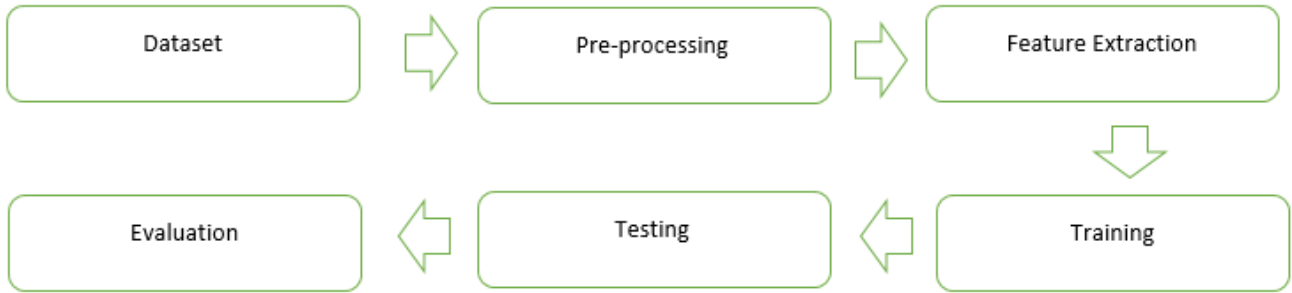 Dataset
Pre-processing
Feature Extraction
Training
Testing
Evaluation